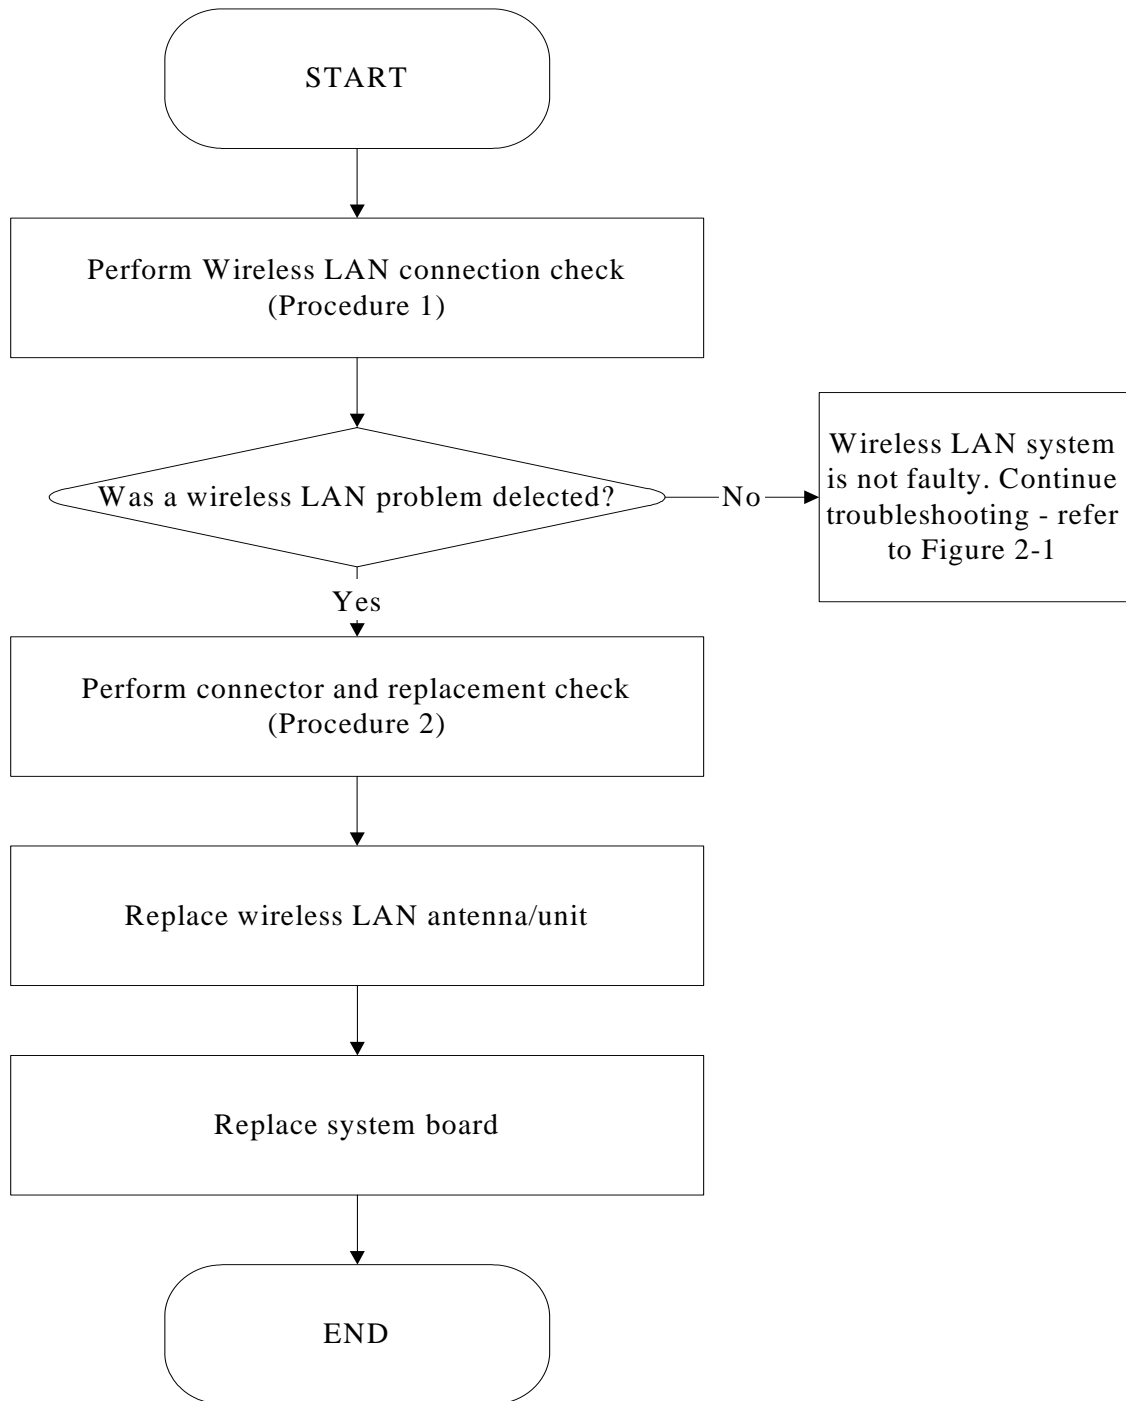 START
Perform Wireless LAN connection check
(Procedure 1)
Was a wireless LAN problem delected?
No
Wireless LAN system
is not faulty. Continue
troubleshooting - refer
to Figure 2-1
Yes
Perform connector and replacement check
(Procedure 2)
Replace wireless LAN antenna/unit
Replace system board
END